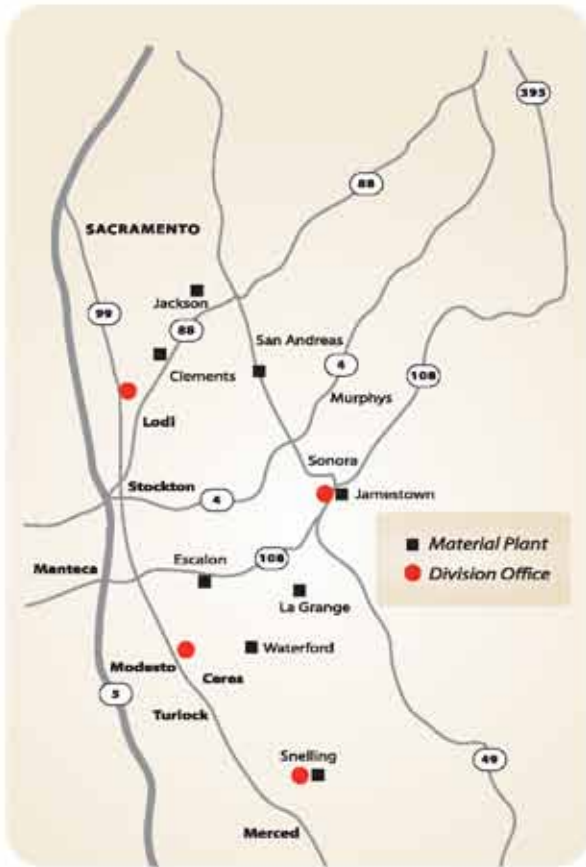 395
88
SACRAMENTO
Jackson
99
88
San Andreas
Clements
4
108
Murphys
Lodi
Sonora
Stockton
4
Jamestown
Material Plant
Division Office
Escalon
108
Manteca
La Grange
Waterford
Modesto
Ceres
5
Turlock
Snelling
49
Merced